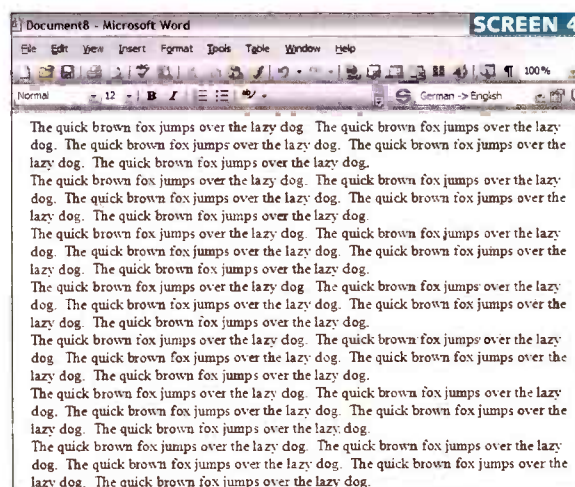 Document8 - Microsoft Word
SCREEN 4
File Edit View Insert Format Tools Table Window Help
100%
Normal 12 B I German -> English
The quick brown fox jumps over the lazy dog. The quick brown fox jumps over the lazy
dog. The quick brown fox jumps over the lazy dog. The quick brown fox jumps over the
lazy dog. The quick brown fox jumps over the lazy dog.
The quick brown fox jumps over the lazy dog. The quick brown fox jumps over the lazy
dog. The quick brown fox jumps over the lazy dog. The quick brown fox jumps over the
lazy dog. The quick brown fox jumps over the lazy dog.
The quick brown fox jumps over the lazy dog. The quick brown fox jumps over the lazy
dog. The quick brown fox jumps over the lazy dog. The quick brown fox jumps over the
lazy dog. The quick brown fox jumps over the lazy dog.
The quick brown fox jumps over the lazy dog. The quick brown fox jumps over the lazy
dog. The quick brown fox jumps over the lazy dog. The quick brown fox jumps over the
lazy dog. The quick brown fox jumps over the lazy dog.
The quick brown fox jumps over the lazy dog. The quick brown fox jumps over the lazy
dog. The quick brown fox jumps over the lazy dog. The quick brown fox jumps over the
lazy dog. The quick brown fox jumps over the lazy dog.
The quick brown fox jumps over the lazy dog. The quick brown fox jumps over the lazy
dog. The quick brown fox jumps over the lazy dog. The quick brown fox jumps over the
lazy dog. The quick brown fox jumps over the lazy dog.
The quick brown fox jumps over the lazy dog. The quick brown fox jumps over the lazy
dog. The quick brown fox jumps over the lazy dog. The quick brown fox jumps over the
lazy dog. The quick brown fox jumps over the lazy dog.